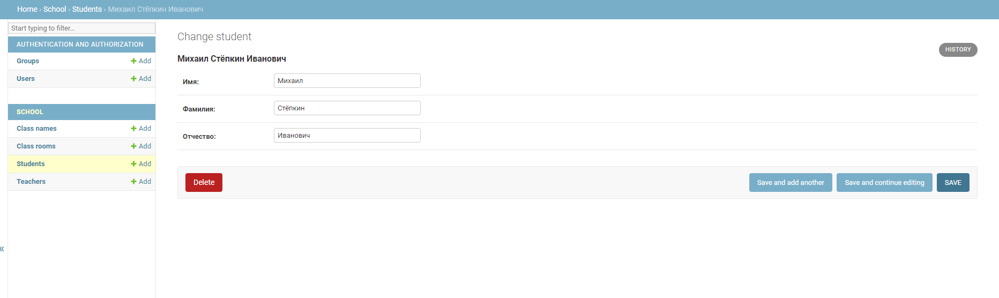 Home › School › Students › Михаил Стёпкин Иванович
Start typing to filter...
AUTHENTICATION AND AUTHORIZATION
Groups + Add
Users + Add
SCHOOL
Class names + Add
Class rooms + Add
Students + Add
Teachers + Add
«
Change student
HISTORY
Михаил Стёпкин Иванович
Имя: Михаил
Фамилия: Стёпкин
Отчество: Иванович
Delete Save and add another Save and continue editing SAVE